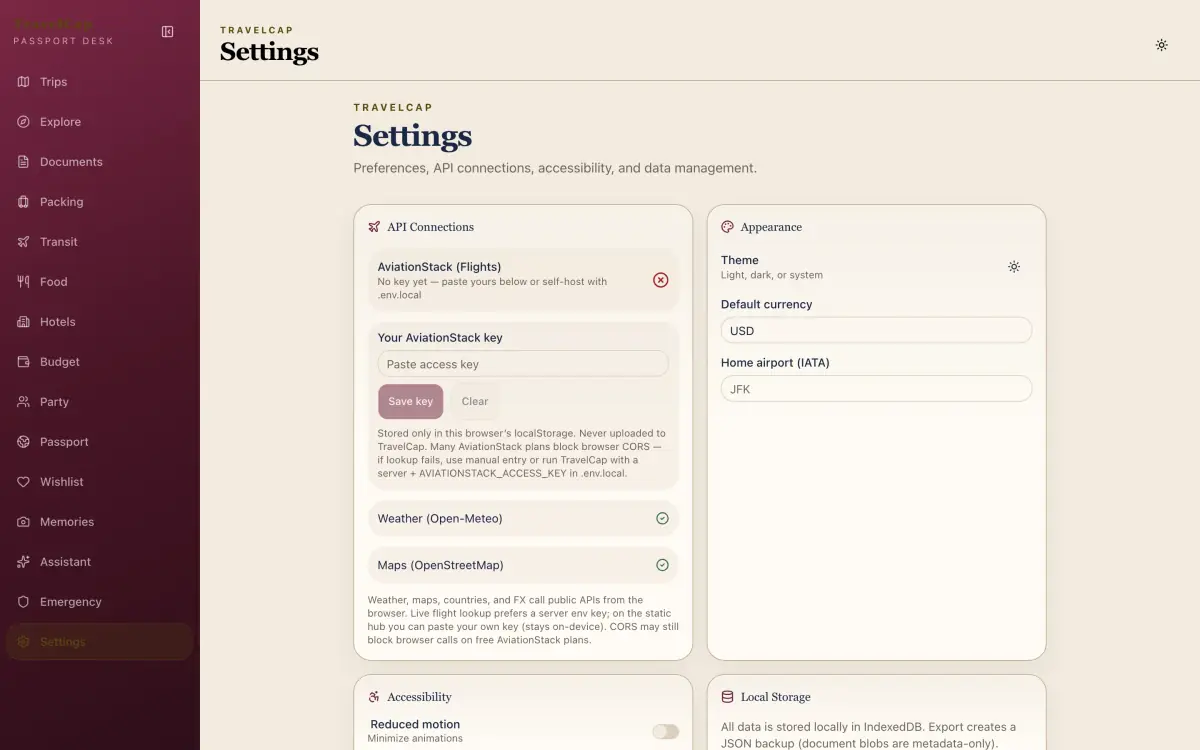 TravelCap
PASSPORT DESK
Trips
Explore
Documents
Packing
Transit
Food
Hotels
Budget
Party
Passport
Wishlist
Memories
Assistant
Emergency
Settings
TRAVELCAP
Settings
TRAVELCAP
Settings
Preferences, API connections, accessibility, and data management.
API Connections
AviationStack (Flights)
No key yet — paste yours below or self-host with
.env.local
Your AviationStack key
Paste access key
Save key
Clear
Stored only in this browser's localStorage. Never uploaded to
TravelCap. Many AviationStack plans block browser CORS —
if lookup fails, use manual entry or run TravelCap with a
server + AVIATIONSTACK_ACCESS_KEY in .env.local.
Weather (Open-Meteo)
Maps (OpenStreetMap)
Weather, maps, countries, and FX call public APIs from the
browser. Live flight lookup prefers a server env key; on the static
hub you can paste your own key (stays on-device). CORS may still
block browser calls on free AviationStack plans.
Appearance
Theme
Light, dark, or system
Default currency
USD
Home airport (IATA)
JFK
Accessibility
Reduced motion
Minimize animations
Local Storage
All data is stored locally in IndexedDB. Export creates a
JSON backup (document blobs are metadata-only).